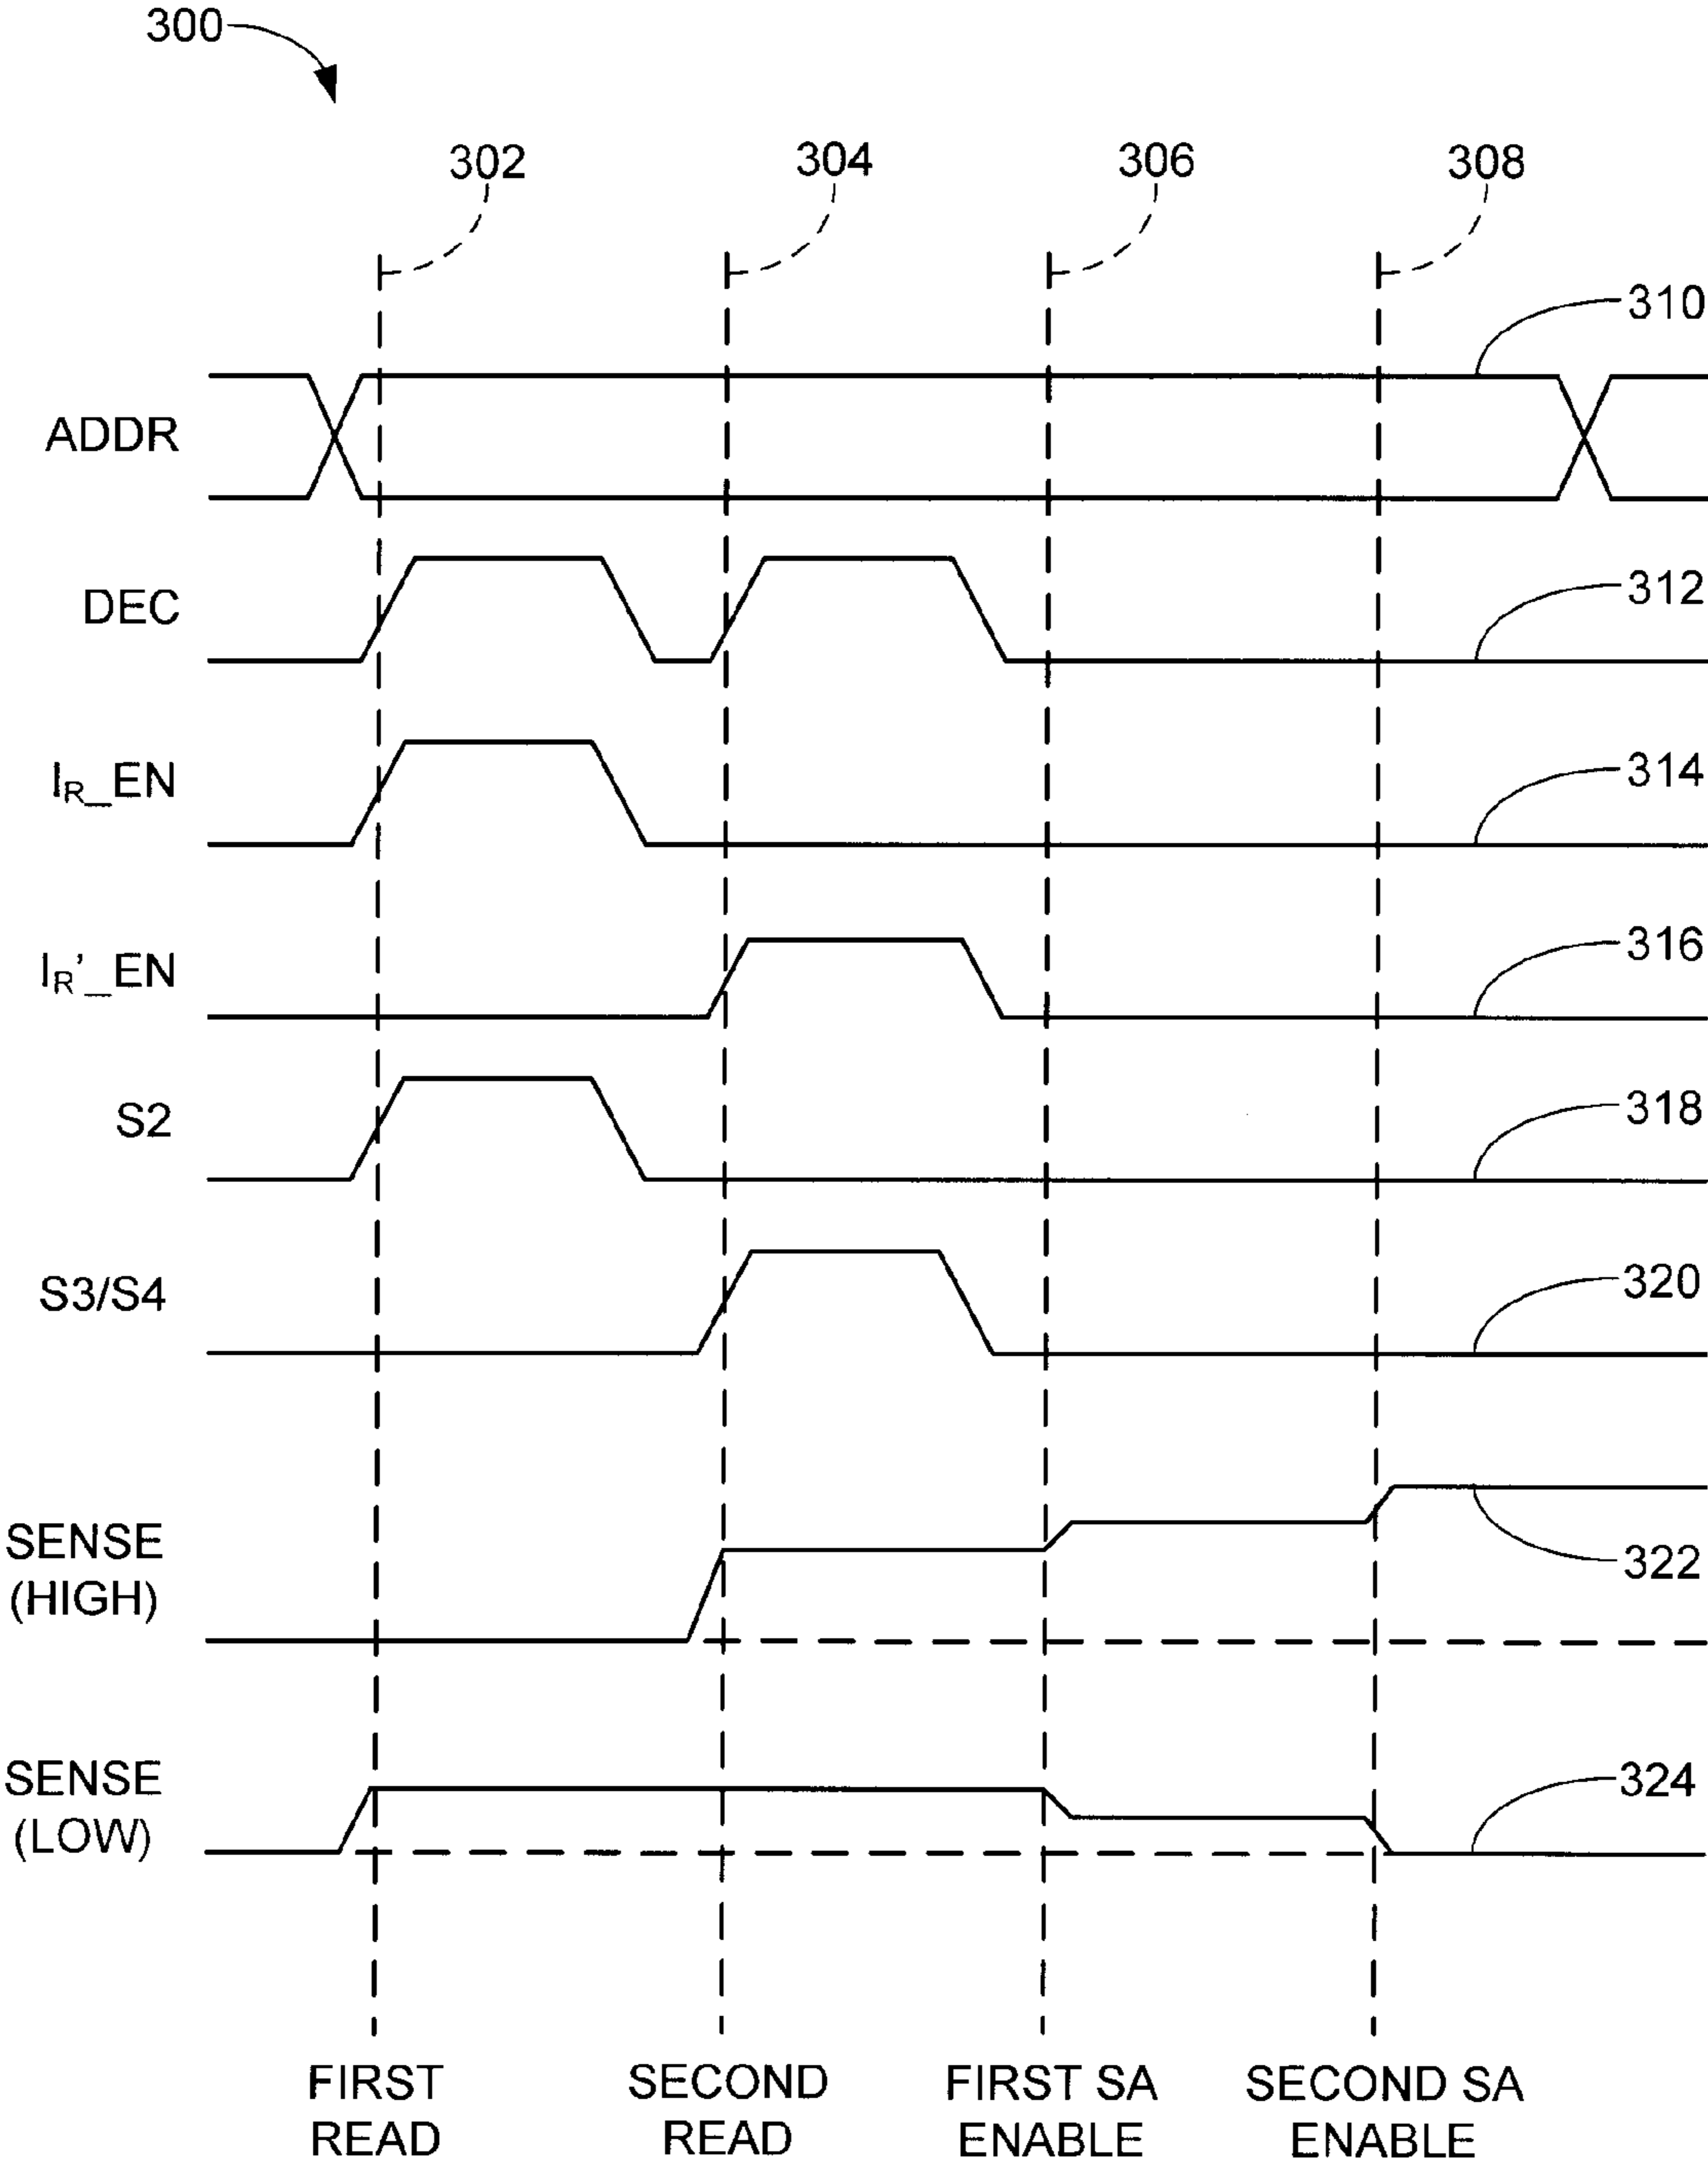 300
302
304
306
308
310
ADDR
DEC
312
I_R_EN
314
I_R'_EN
316
S2
318
S3/S4
320
SENSE
(HIGH)
322
SENSE
(LOW)
324
FIRST
READ
SECOND
READ
FIRST SA
ENABLE
SECOND SA
ENABLE